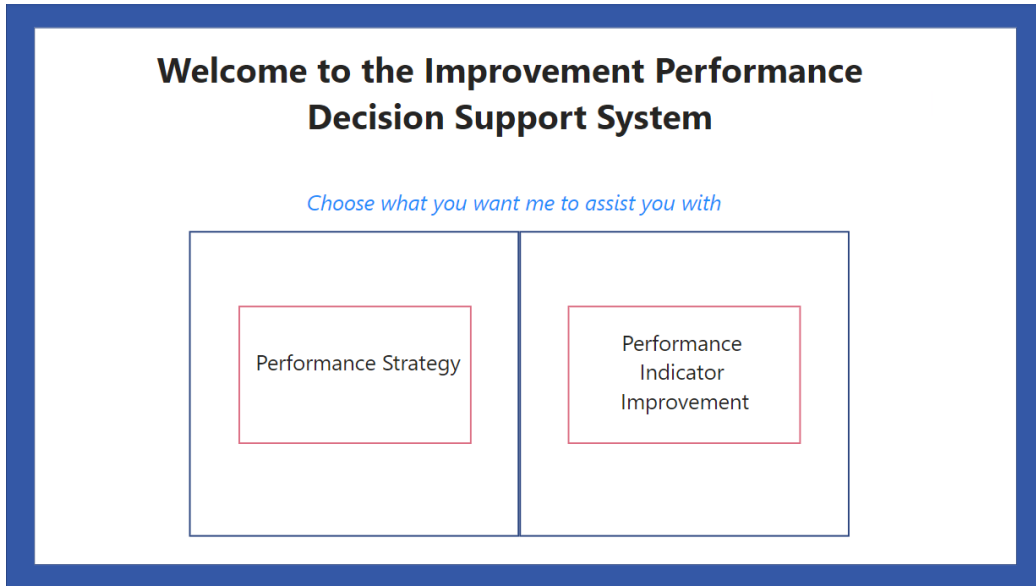 Welcome to the Improvement Performance
Decision Support System
Choose what you want me to assist you with
Performance Strategy
Performance
Indicator
Improvement